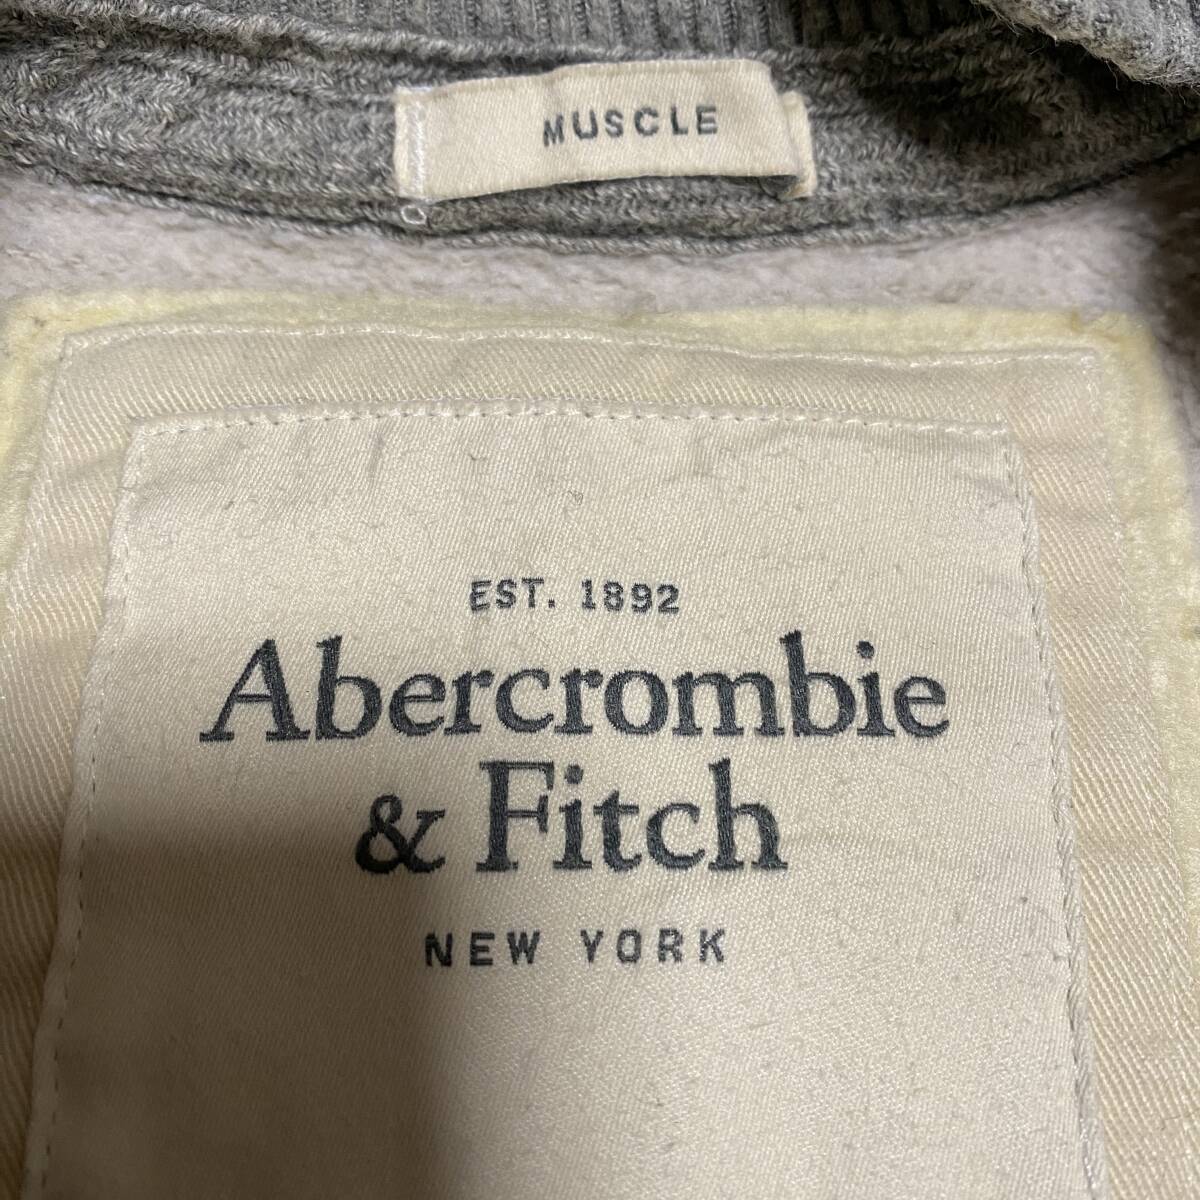 MUSCLE
EST. 1892
Abercrombie
& Fitch
NEW YORK